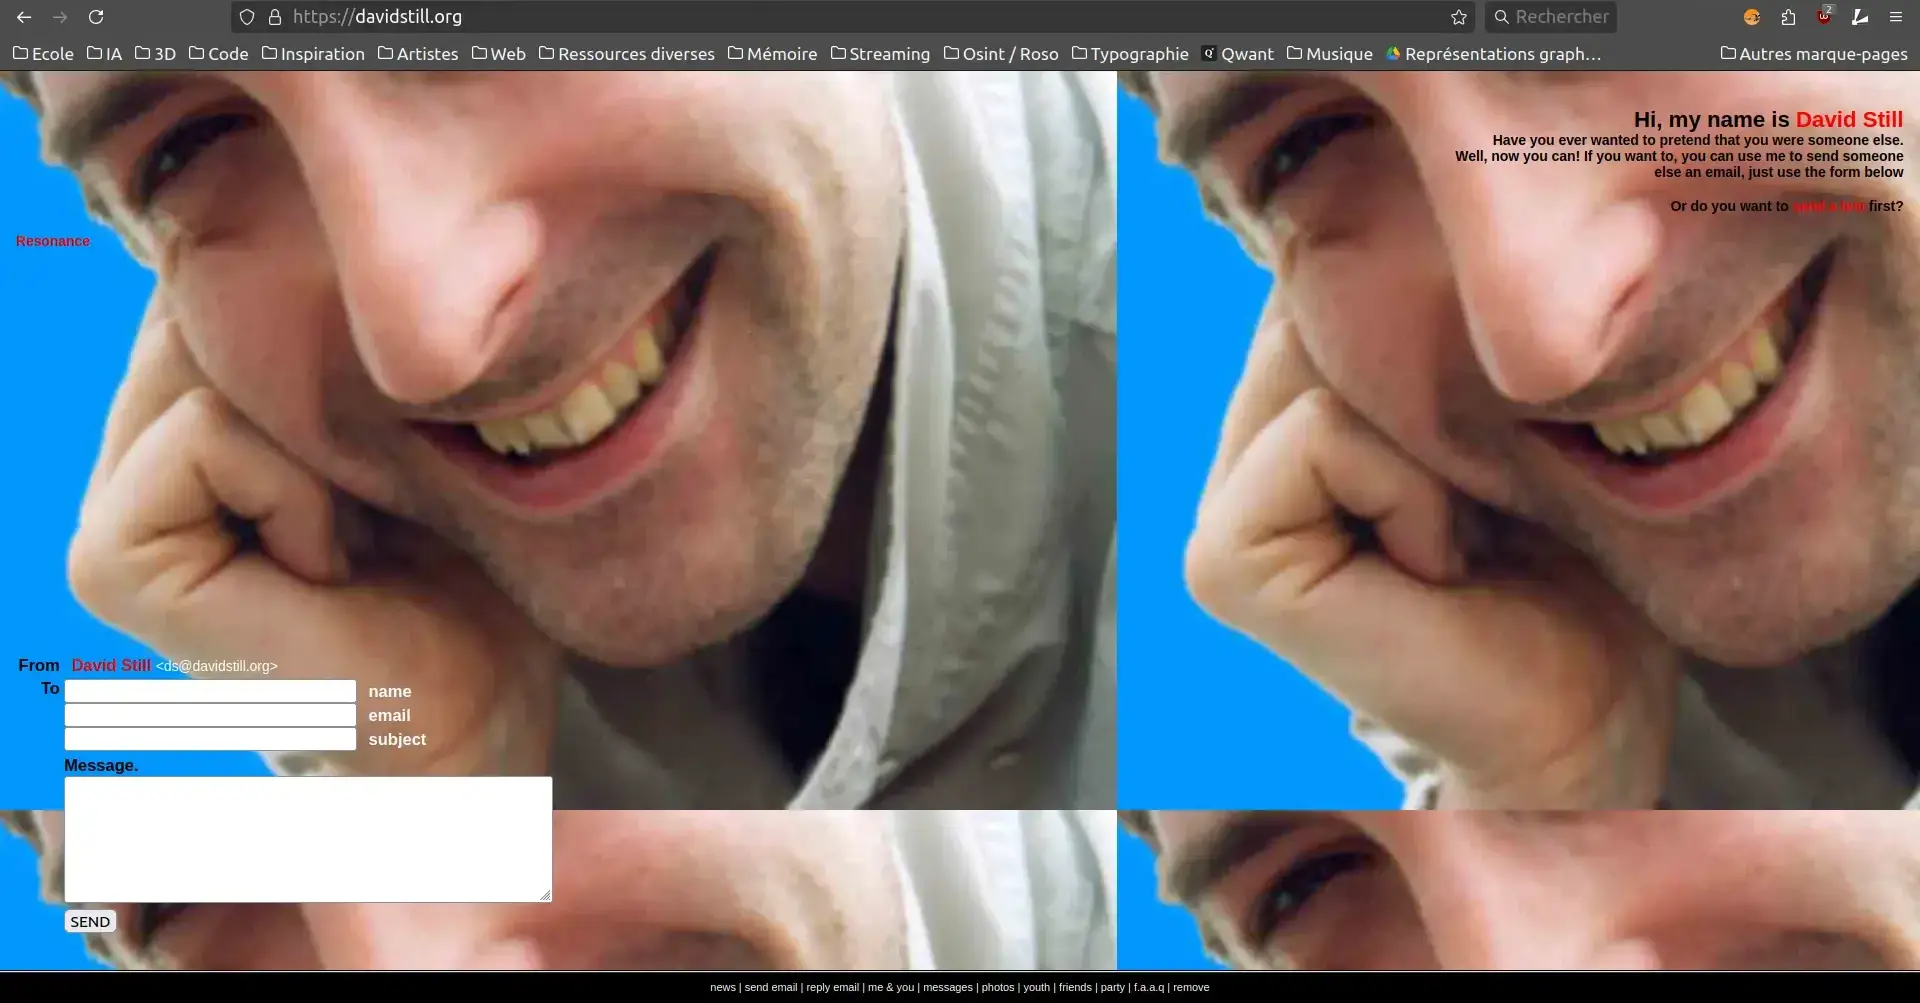 https://davidstill.org
Rechercher
2
Ecole
IA
3D
Code
Inspiration
Artistes
Web
Ressources diverses
Mémoire
Streaming
Osint / Roso
Typographie
Qwant
Musique
Représentations graph…
Autres marque-pages
Hi, my name is David Still
Have you ever wanted to pretend that you were someone else.
Well, now you can! If you want to, you can use me to send someone
else an email, just use the form below
Or do you want to first?
Resonance
From David Still <ds@davidstill.org>
To
name
email
subject
Message.
SEND
news | send email | reply email | me & you | messages | photos | youth | friends | party | f.a.a.q | remove